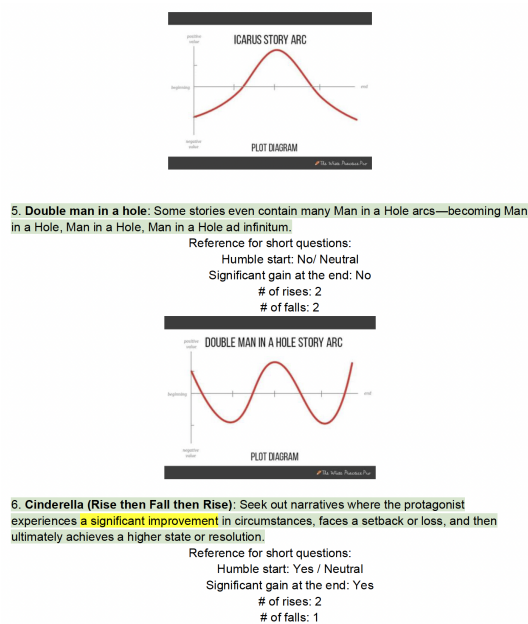 positive
value
ICARUS STORY ARC
beginning
end
negative
value
PLOT DIAGRAM
The Write Practice Pro
5. Double man in a hole: Some stories even contain many Man in a Hole arcs—becoming Man
in a Hole, Man in a Hole, Man in a Hole ad infinitum.
Reference for short questions:
Humble start: No/ Neutral
Significant gain at the end: No
# of rises: 2
# of falls: 2
positive
value
DOUBLE MAN IN A HOLE STORY ARC
beginning
end
negative
value
PLOT DIAGRAM
The Write Practice Pro
6. Cinderella (Rise then Fall then Rise): Seek out narratives where the protagonist
experiences a significant improvement in circumstances, faces a setback or loss, and then
ultimately achieves a higher state or resolution.
Reference for short questions:
Humble start: Yes / Neutral
Significant gain at the end: Yes
# of rises: 2
# of falls: 1